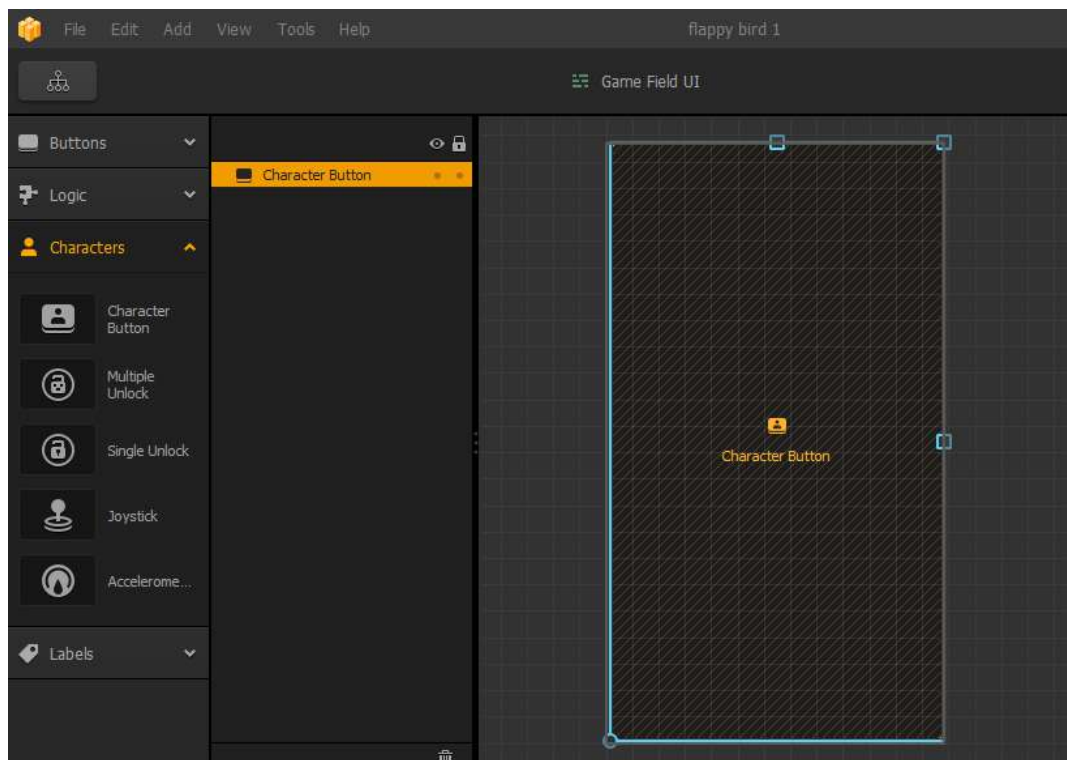 File Edit Add View Tools Help
flappy bird 1
Game Field UI
Buttons
Logic
Characters
Character
Button
Multiple
Unlock
Single Unlock
Joystick
Accelerome...
Labels
Character Button
Character Button